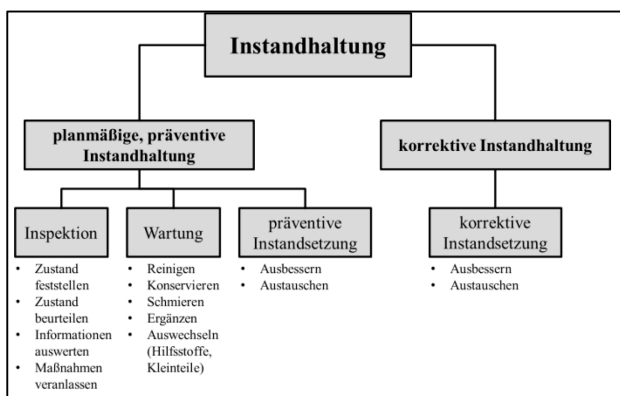 Instandhaltung
planmäßige, präventive
Instandhaltung
korrektive Instandhaltung
Inspektion
Wartung
präventive
Instandsetzung
korrektive
Instandsetzung
• Zustand
feststellen
• Zustand
beurteilen
• Informationen
auswerten
• Maßnahmen
veranlassen
• Reinigen
• Konservieren
• Schmieren
• Ergänzen
• Auswechseln
(Hilfsstoffe,
Kleinteile)
• Ausbessern
• Austauschen
• Ausbessern
• Austauschen